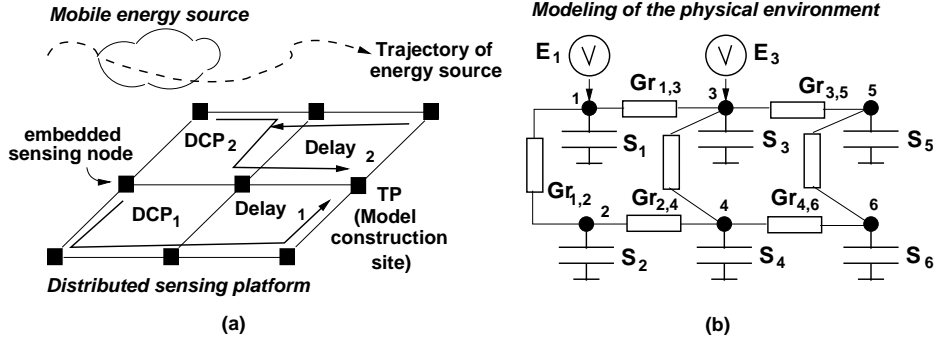 Mobile energy source
Trajectory of
energy source
embedded
sensing node
DCP2
Delay
2
DCP1
Delay
1
TP
(Model
construction
site)
Distributed sensing platform
(a)
Modeling of the physical environment
E1
E3
V
V
1
Gr1,3
3
Gr3,5
5
S1
S3
S5
Gr1,2
2
Gr2,4
4
Gr4,6
6
S2
S4
S6
(b)